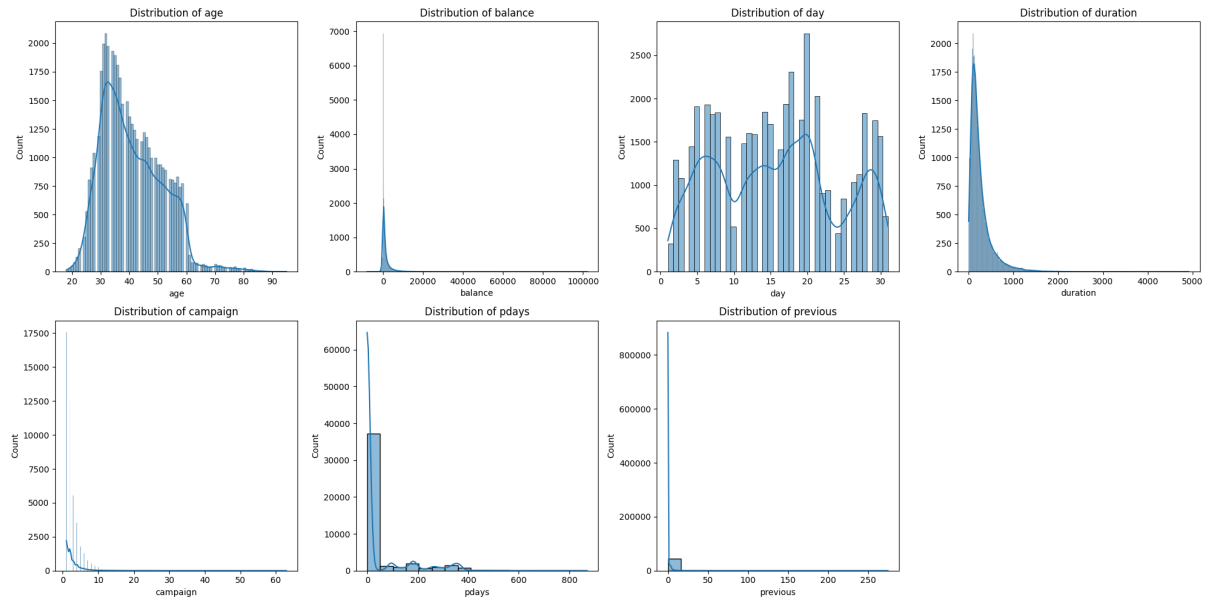 Distribution of age
Count
2000
1750
1500
1250
1000
750
500
250
0
20 30 40 50 60 70 80 90
age
Distribution of balance
Count
7000
6000
5000
4000
3000
2000
1000
0
0 20000 40000 60000 80000 100000
balance
Distribution of day
Count
2500
2000
1500
1000
500
0
0 5 10 15 20 25 30
day
Distribution of duration
Count
2000
1750
1500
1250
1000
750
500
250
0
0 1000 2000 3000 4000 5000
duration
Distribution of campaign
Count
17500
15000
12500
10000
7500
5000
2500
0
0 10 20 30 40 50 60
campaign
Distribution of pdays
Count
60000
50000
40000
30000
20000
10000
0
0 200 400 600 800
pdays
Distribution of previous
Count
800000
600000
400000
200000
0
0 50 100 150 200 250
previous